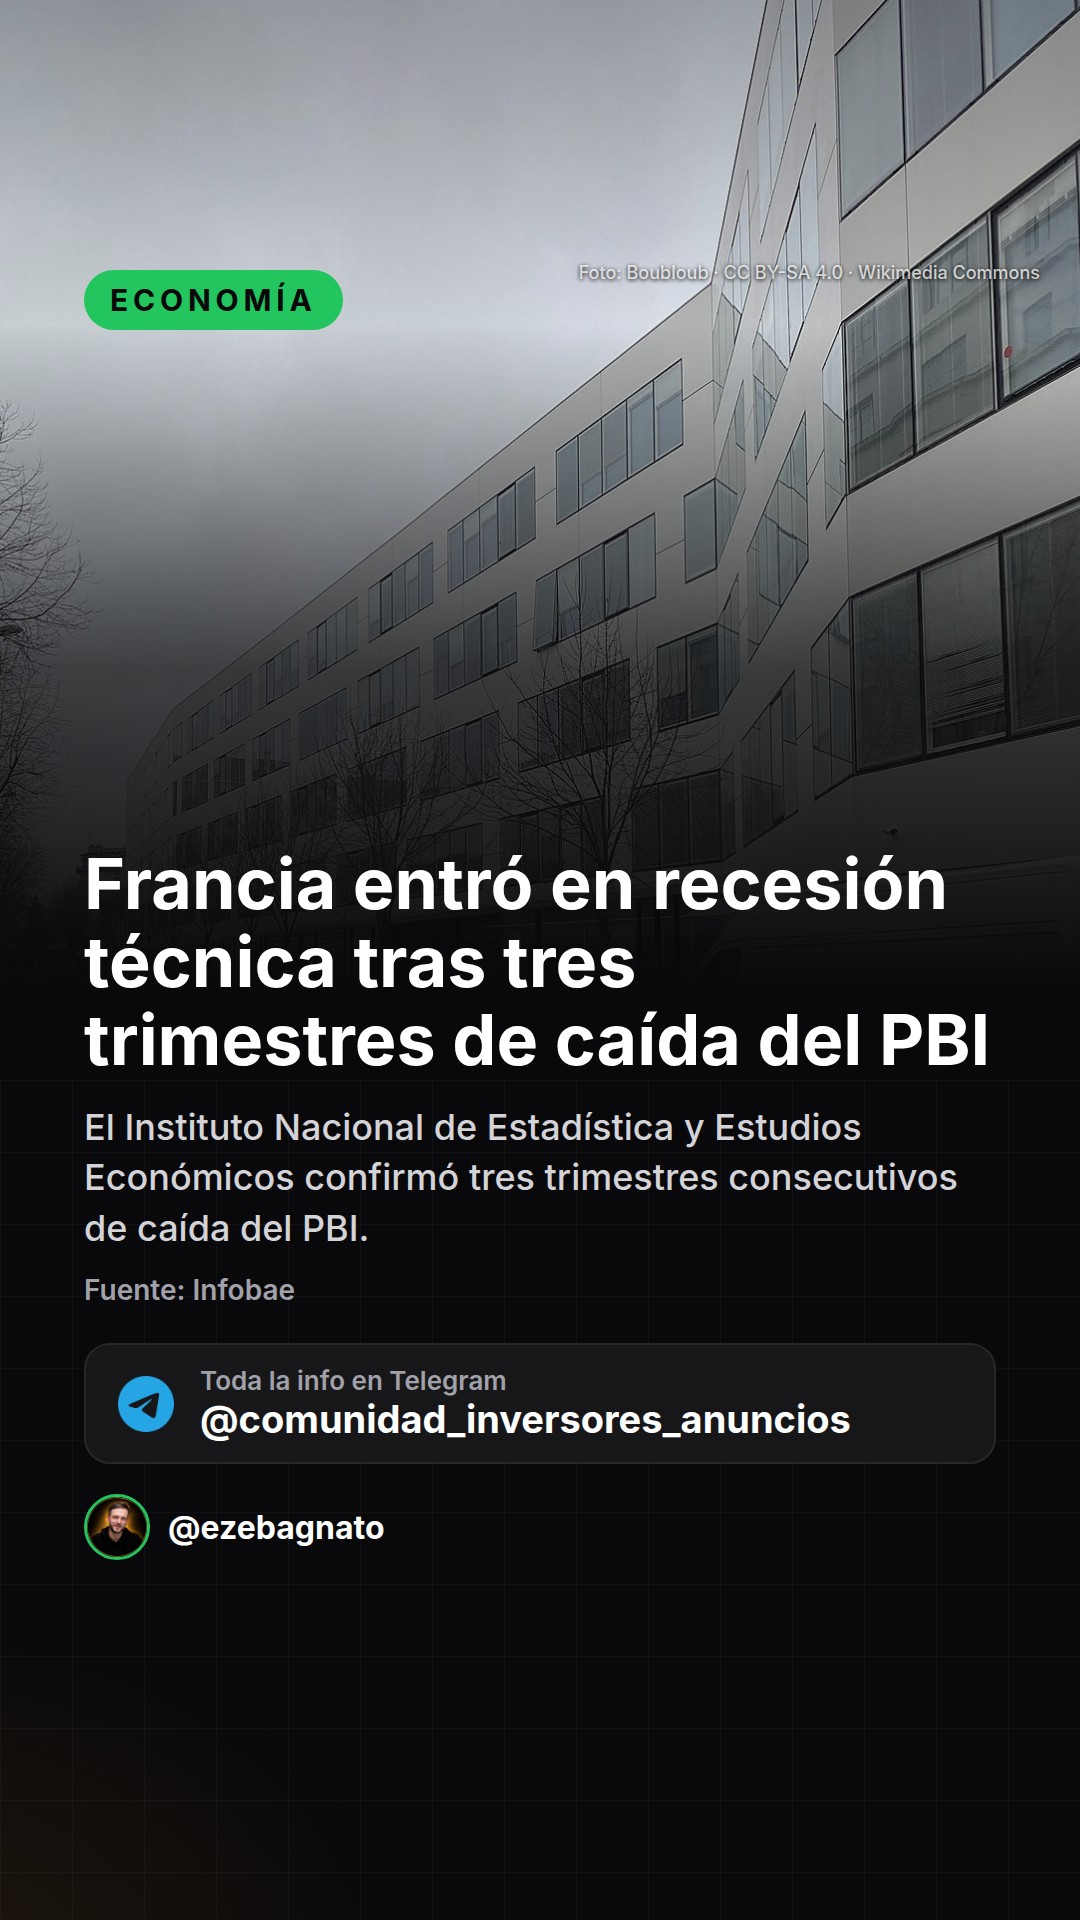 ECONOMÍA
Foto: Boubloub · CC BY-SA 4.0 · Wikimedia Commons
Francia entró en recesión
técnica tras tres
trimestres de caída del PBI
El Instituto Nacional de Estadística y Estudios
Económicos confirmó tres trimestres consecutivos
de caída del PBI.
Fuente: Infobae
Toda la info en Telegram
@comunidad_inversores_anuncios
@ezebagnato